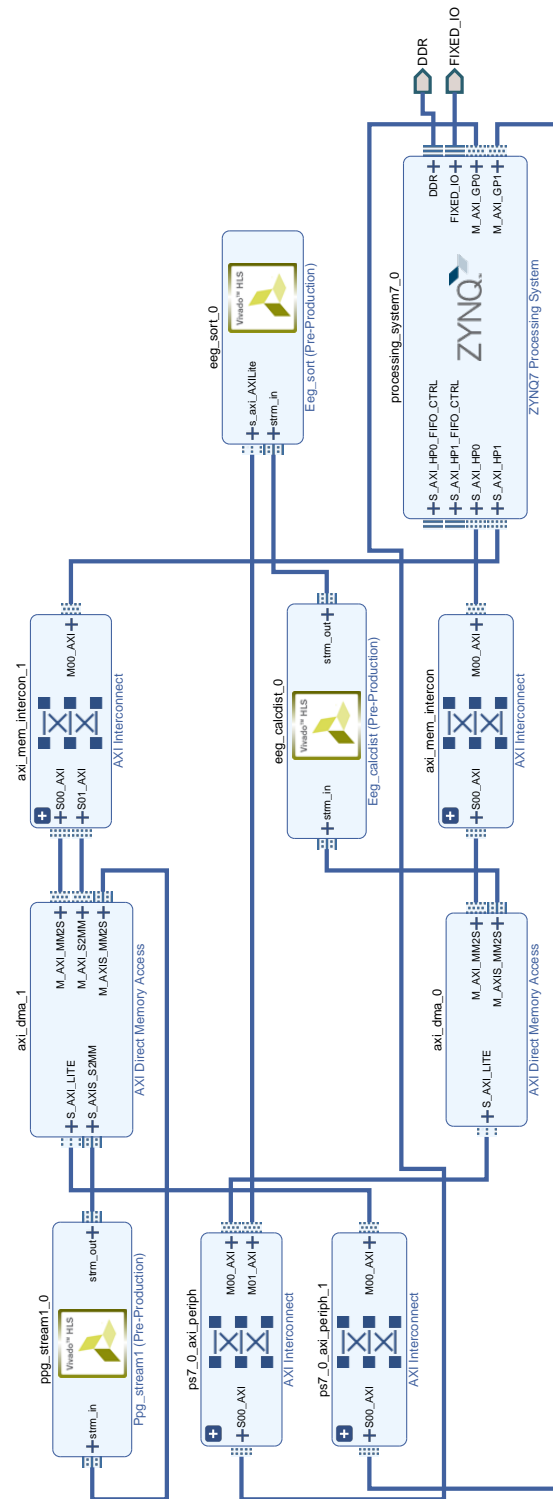 ppg_stream1_0
strm_in
Vivado™ HLS
strm_out
Ppg_stream1 (Pre-Production)
ps7_0_axi_periph
S00_AXI
M00_AXI
M01_AXI
AXI Interconnect
ps7_0_axi_periph_1
S00_AXI
M00_AXI
AXI Interconnect
axi_dma_1
S_AXI_LITE
S_AXIS_S2MM
M_AXI_MM2S
M_AXI_S2MM
M_AXIS_MM2S
AXI Direct Memory Access
axi_dma_0
S_AXI_LITE
M_AXI_MM2S
M_AXIS_MM2S
AXI Direct Memory Access
axi_mem_intercon_1
S00_AXI
S01_AXI
M00_AXI
AXI Interconnect
eeg_calcdist_0
strm_in
Vivado™ HLS
strm_out
Eeg_calcdist (Pre-Production)
axi_mem_intercon
S00_AXI
M00_AXI
AXI Interconnect
eeg_sort_0
s_axi_AXILite
strm_in
Vivado™ HLS
Eeg_sort (Pre-Production)
processing_system7_0
S_AXI_HP0_FIFO_CTRL
S_AXI_HP1_FIFO_CTRL
S_AXI_HP0
S_AXI_HP1
ZYNQ
DDR
FIXED_IO
M_AXI_GP0
M_AXI_GP1
ZYNQ7 Processing System
DDR
FIXED_IO